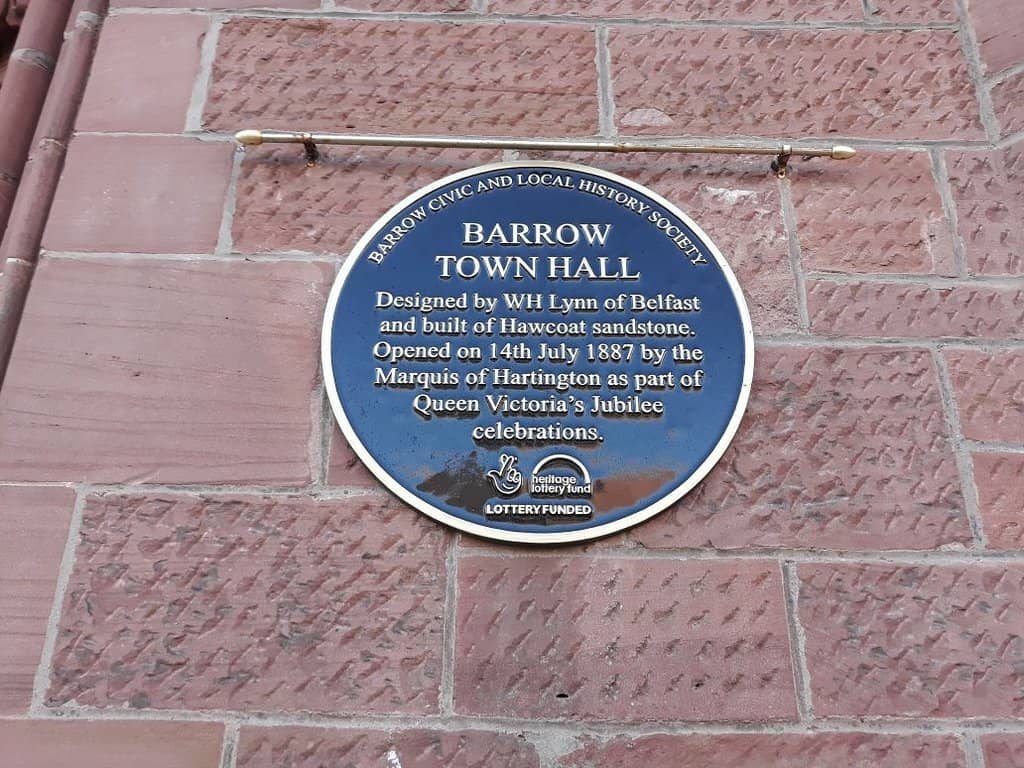 BARROW CIVIC AND LOCAL HISTORY SOCIETY
BARROW
TOWN HALL
Designed by WH Lynn of Belfast
and built of Hawcoat sandstone.
Opened on 14th July 1887 by the
Marquis of Hartington as part of
Queen Victoria's Jubilee
celebrations.
heritage
lottery fund
LOTTERY FUNDED